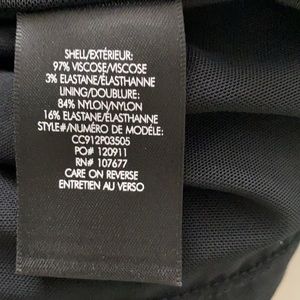 SHELL/EXTÉRIEUR:
97% VISCOSE/VISCOSE
3% ELASTANE/ÉLASTHANNE
LINING/DOUBLURE:
84% NYLON/NYLON
16% ELASTANE/ÉLASTHANNE
STYLE#/NUMÉRO DE MODÈLE:
CC912P03505
PO# 120911
RN# 107677
CARE ON REVERSE
ENTRETIEN AU VERSO